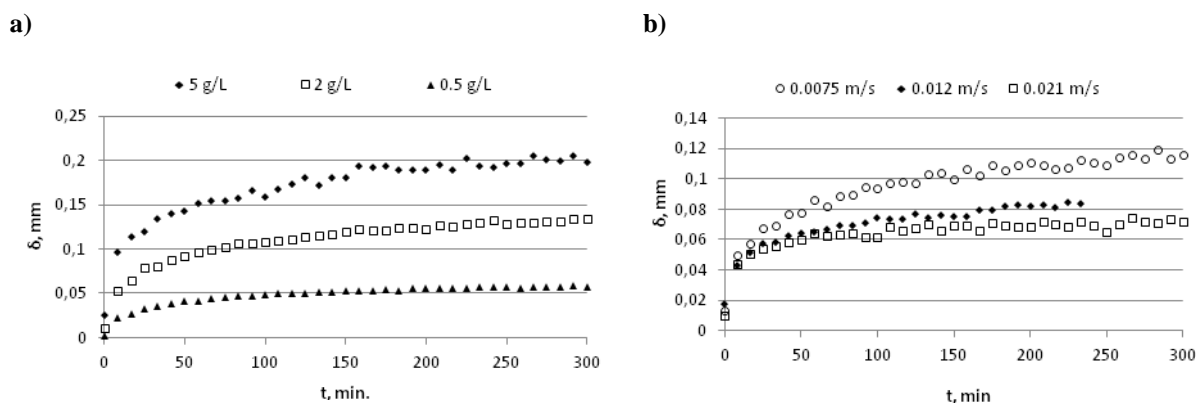 a)
5 g/L 2 g/L 0.5 g/L
δ, mm
0,25
0,2
0,15
0,1
0,05
0
0 50 100 150 200 250 300
t, min.
b)
0.0075 m/s 0.012 m/s 0.021 m/s
δ, mm
0,14
0,12
0,1
0,08
0,06
0,04
0,02
0
0 50 100 150 200 250 300
t, min